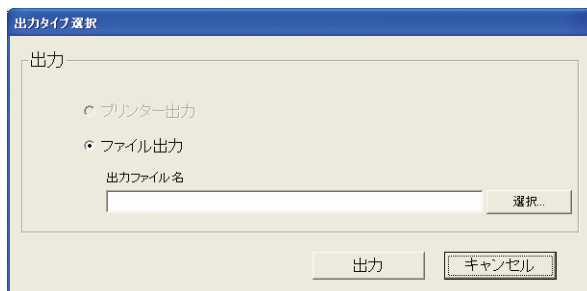 出力タイプ選択
出力
プリンター出力
ファイル出力
出力ファイル名
選択...
出力
キャンセル